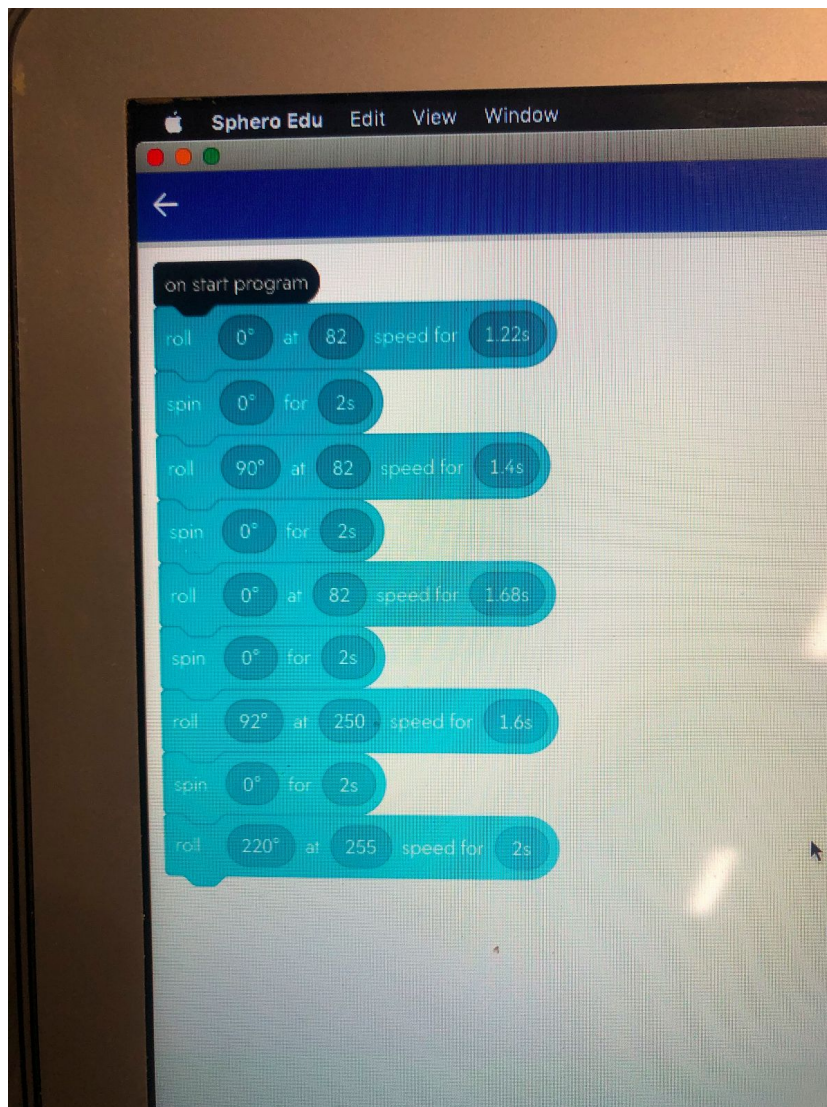 Sphero Edu Edit View Window
on start program
roll 0° at 82 speed for 1.22s
spin 0° for 2s
roll 90° at 82 speed for 1.4s
spin 0° for 2s
roll 0° at 82 speed for 1.68s
spin 0° for 2s
roll 92° at 250 speed for 1.6s
spin 0° for 2s
roll 220° at 255 speed for 2s